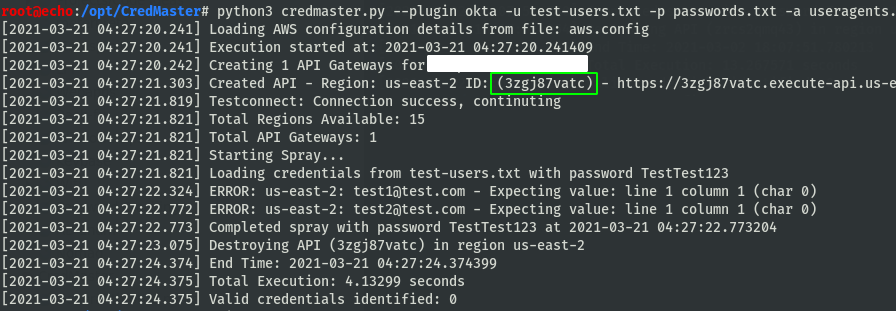 root@echo:/opt/CredMaster# python3 credmaster.py --plugin okta -u test-users.txt -p passwords.txt -a useragents.
[2021-03-21 04:27:20.241] Loading AWS configuration details from file: aws.config
[2021-03-21 04:27:20.241] Execution started at: 2021-03-21 04:27:20.241409
[2021-03-21 04:27:20.242] Creating 1 API Gateways for
[2021-03-21 04:27:21.303] Created API - Region: us-east-2 ID: (3zgj87vatc) - https://3zgj87vatc.execute-api.us-e
[2021-03-21 04:27:21.819] Testconnect: Connection success, continuting
[2021-03-21 04:27:21.821] Total Regions Available: 15
[2021-03-21 04:27:21.821] Total API Gateways: 1
[2021-03-21 04:27:21.821] Starting Spray...
[2021-03-21 04:27:21.821] Loading credentials from test-users.txt with password TestTest123
[2021-03-21 04:27:22.324] ERROR: us-east-2: test1@test.com - Expecting value: line 1 column 1 (char 0)
[2021-03-21 04:27:22.772] ERROR: us-east-2: test2@test.com - Expecting value: line 1 column 1 (char 0)
[2021-03-21 04:27:22.773] Completed spray with password TestTest123 at 2021-03-21 04:27:22.773204
[2021-03-21 04:27:23.075] Destroying API (3zgj87vatc) in region us-east-2
[2021-03-21 04:27:24.374] End Time: 2021-03-21 04:27:24.374399
[2021-03-21 04:27:24.375] Total Execution: 4.13299 seconds
[2021-03-21 04:27:24.375] Valid credentials identified: 0